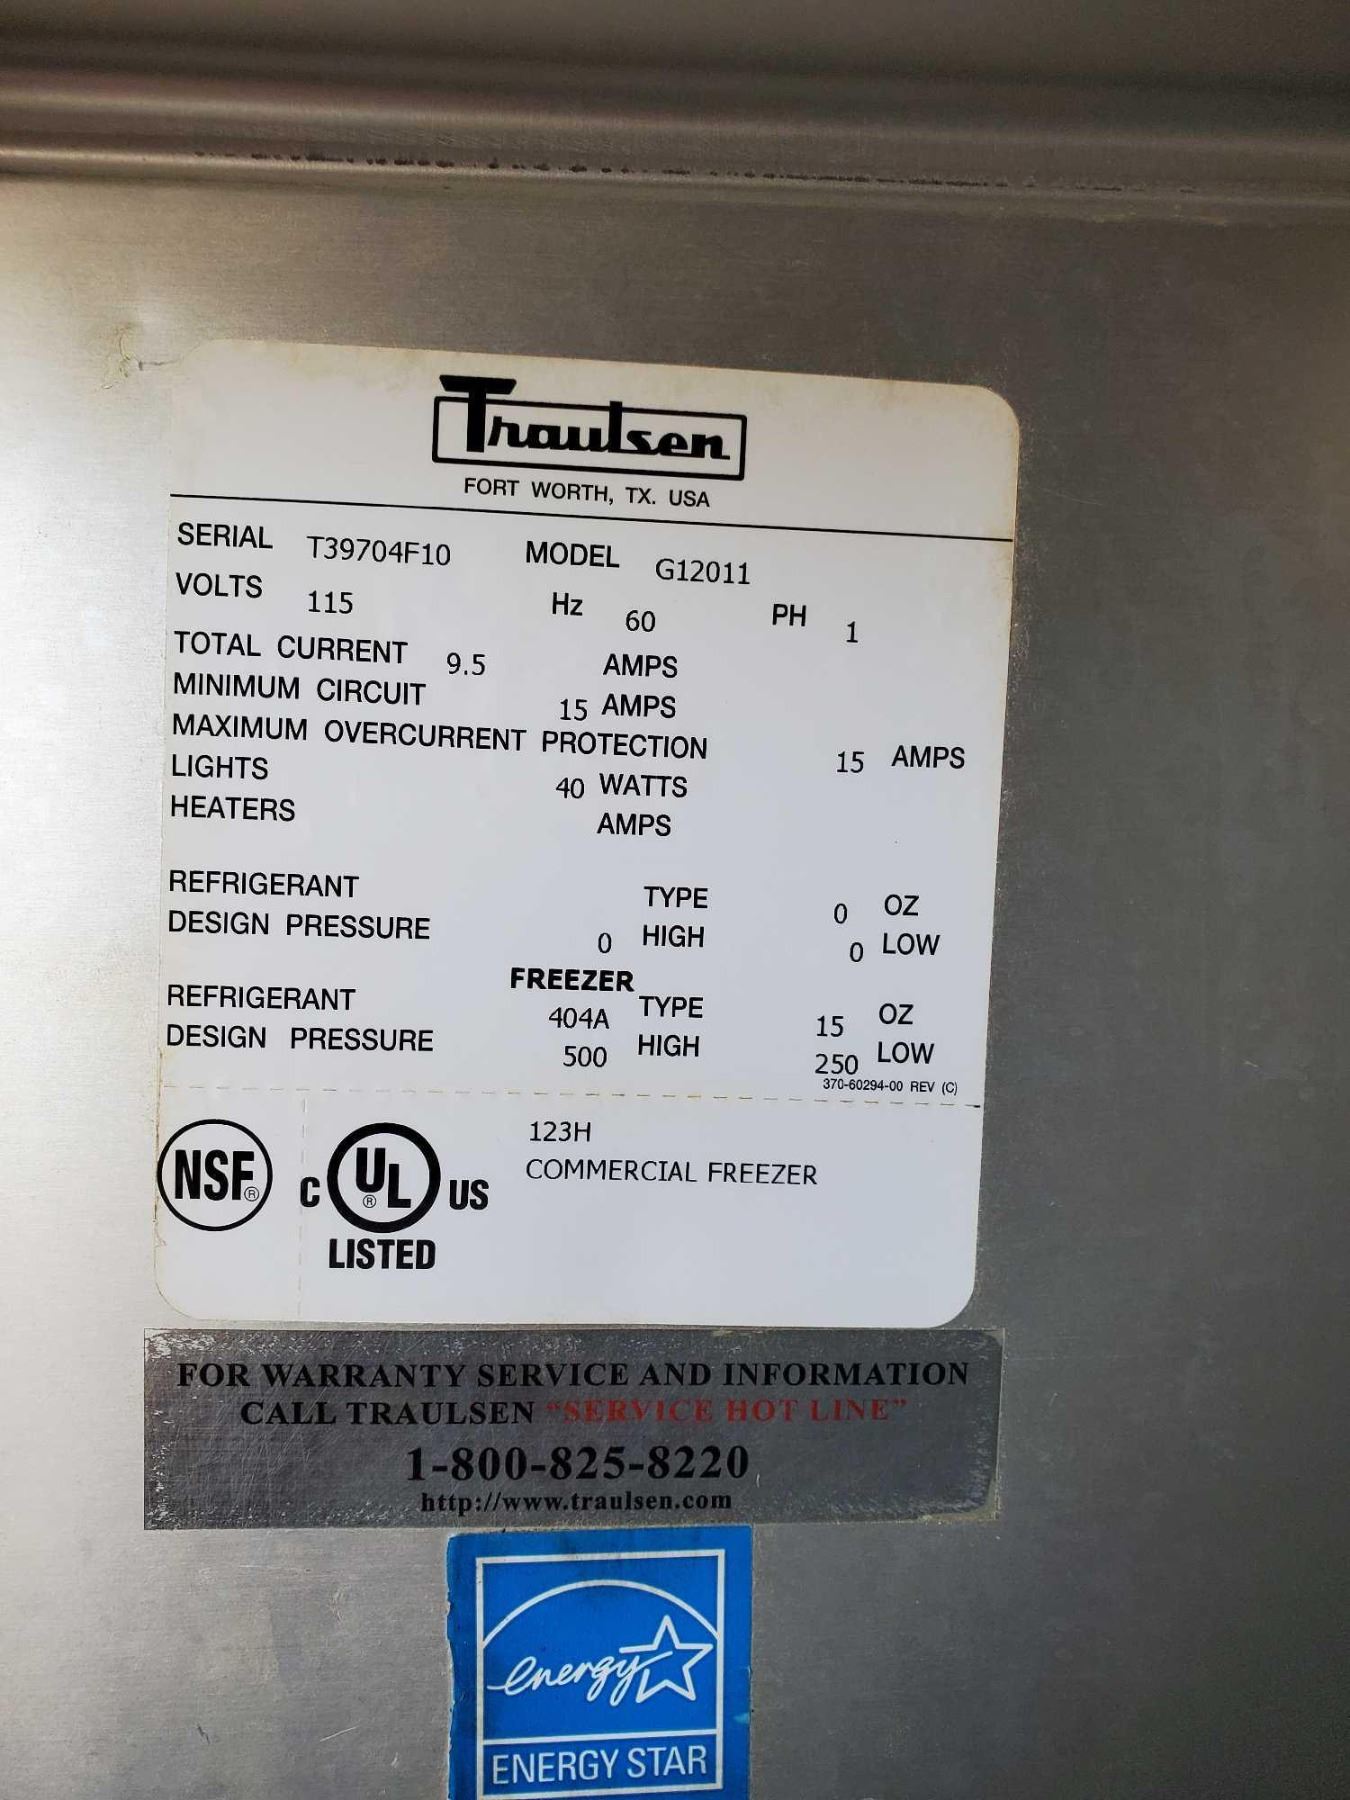 Traulsen
FORT WORTH, TX. USA
SERIAL T39704F10 MODEL G12011
VOLTS 115 Hz 60 PH 1
TOTAL CURRENT 9.5 AMPS
MINIMUM CIRCUIT 15 AMPS
MAXIMUM OVERCURRENT PROTECTION 15 AMPS
LIGHTS 40 WATTS
HEATERS AMPS
REFRIGERANT TYPE 0 OZ
DESIGN PRESSURE 0 HIGH 0 LOW
FREEZER
REFRIGERANT 404A TYPE 15 OZ
DESIGN PRESSURE 500 HIGH 250 LOW
370-60294-00 REV (C)
NSF®
C UL® US
LISTED
123H
COMMERCIAL FREEZER
FOR WARRANTY SERVICE AND INFORMATION
CALL TRAULSEN "SERVICE HOT LINE"
1-800-825-8220
http://www.traulsen.com
energy
ENERGY STAR